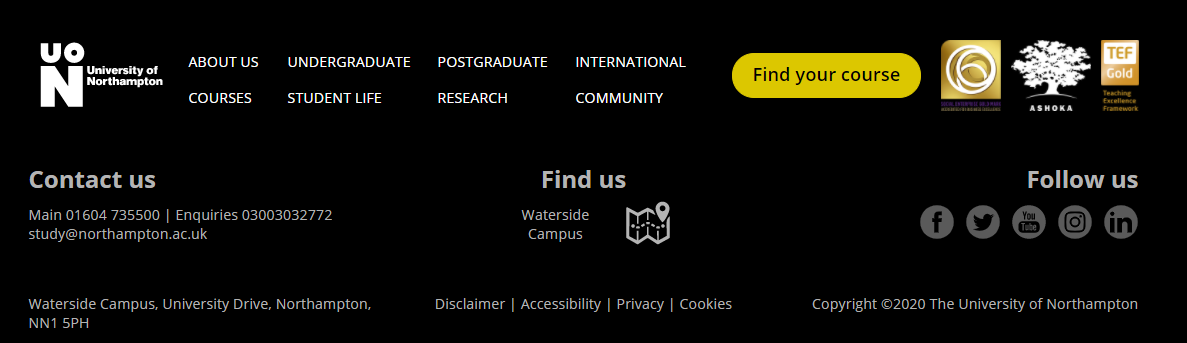 UO
N
University of
Northampton
ABOUT US
UNDERGRADUATE
POSTGRADUATE
INTERNATIONAL
COURSES
STUDENT LIFE
RESEARCH
COMMUNITY
Find your course
ASHOKA
TEF
Gold
Teaching
Excellence
Framework
Contact us
Main 01604 735500 | Enquiries 03003032772
study@northampton.ac.uk
Find us
Waterside
Campus
Follow us
f
You
Tube
in
Waterside Campus, University Drive, Northampton,
NN1 5PH
Disclaimer | Accessibility | Privacy | Cookies
Copyright ©2020 The University of Northampton